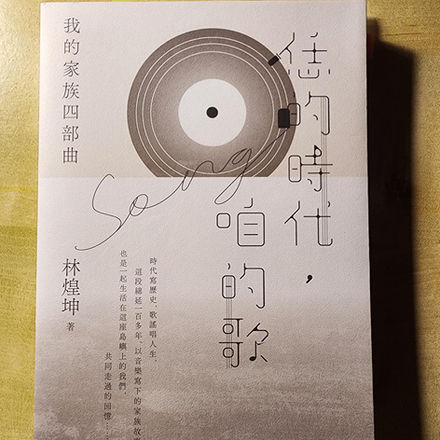 恁的時代，
咱的歌
Song
我的家族四部曲
林煌坤 著
時代寫歷史，歌謠唱人生，
這段綿延一百多年、以音樂寫下的家族故
也是一起生活在這座島嶼上的我們，
共同走過的回憶……